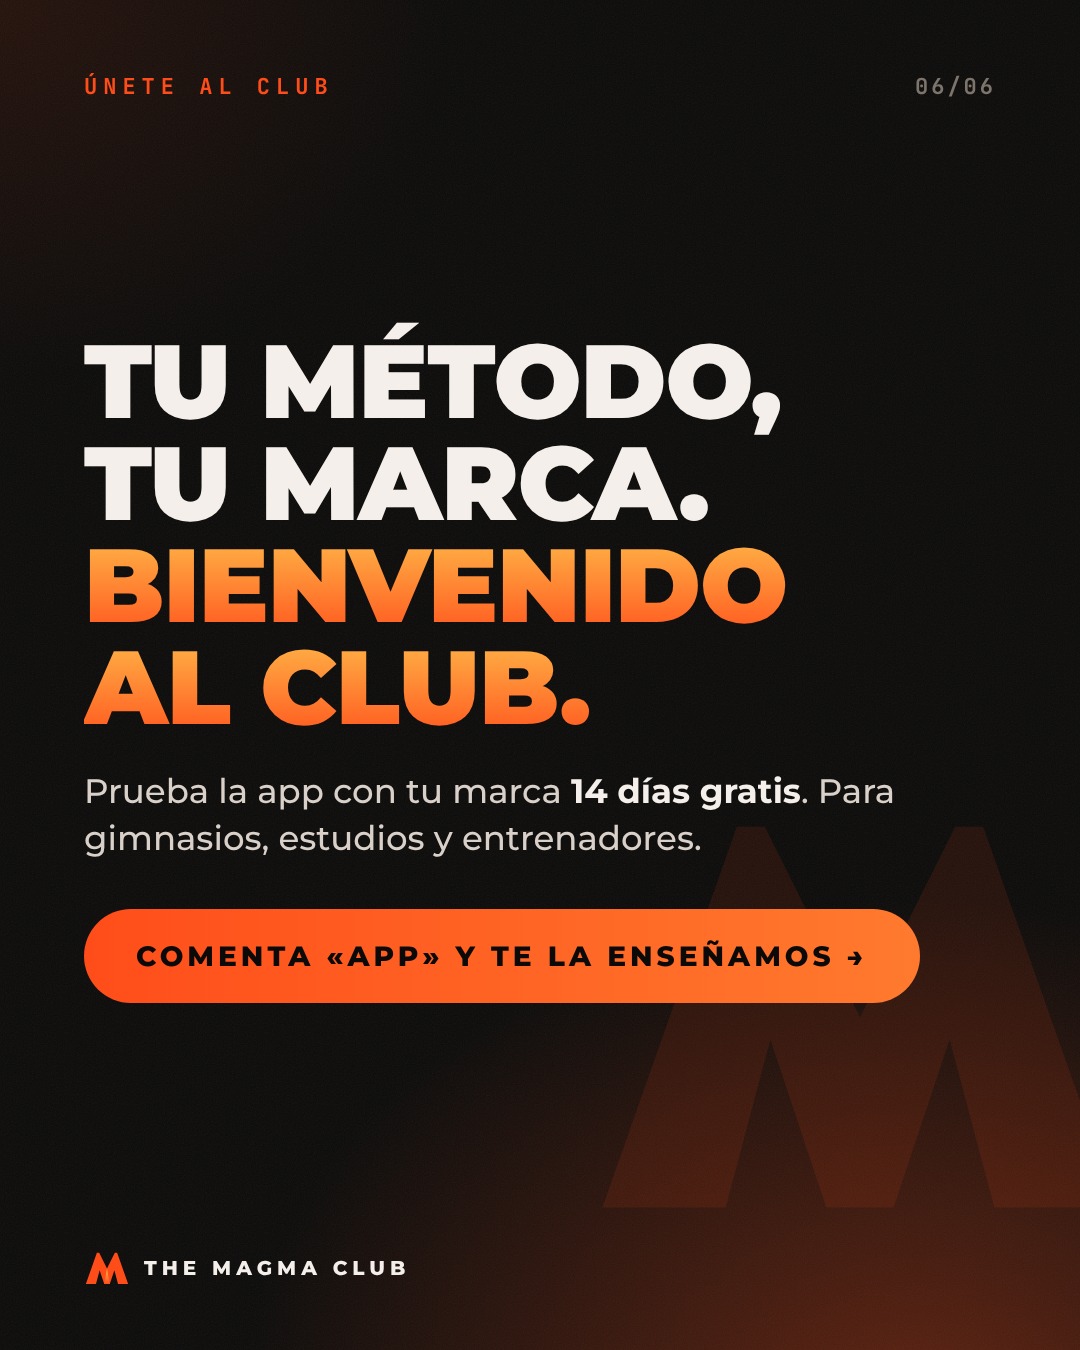 ÚNETE AL CLUB
06/06
TU MÉTODO,
TU MARCA.
BIENVENIDO
AL CLUB.
Prueba la app con tu marca 14 días gratis. Para
gimnasios, estudios y entrenadores.
COMENTA «APP» Y TE LA ENSEÑAMOS →
THE MAGMA CLUB